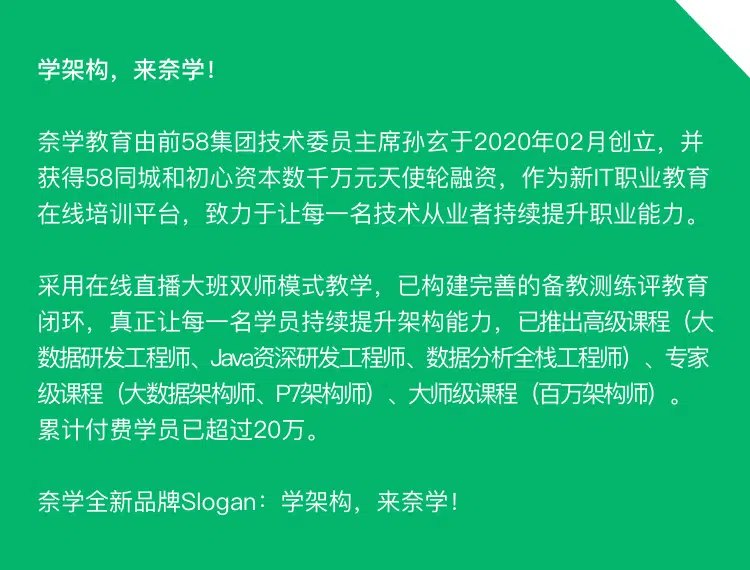 学架构，来奈学！
奈学教育由前58集团技术委员主席孙玄于2020年02月创立，并
获得58同城和初心资本数千万元天使轮融资，作为新IT职业教育
在线培训平台，致力于让每一名技术从业者持续提升职业能力。
采用在线直播大班双师模式教学，已构建完善的备教测练评教育
闭环，真正让每一名学员持续提升架构能力，已推出高级课程（大
数据研发工程师、Java资深研发工程师、数据分析全栈工程师）、专家
级课程（大数据架构师、P7架构师）、大师级课程（百万架构师）。
累计付费学员已超过20万。
奈学全新品牌Slogan：学架构，来奈学！